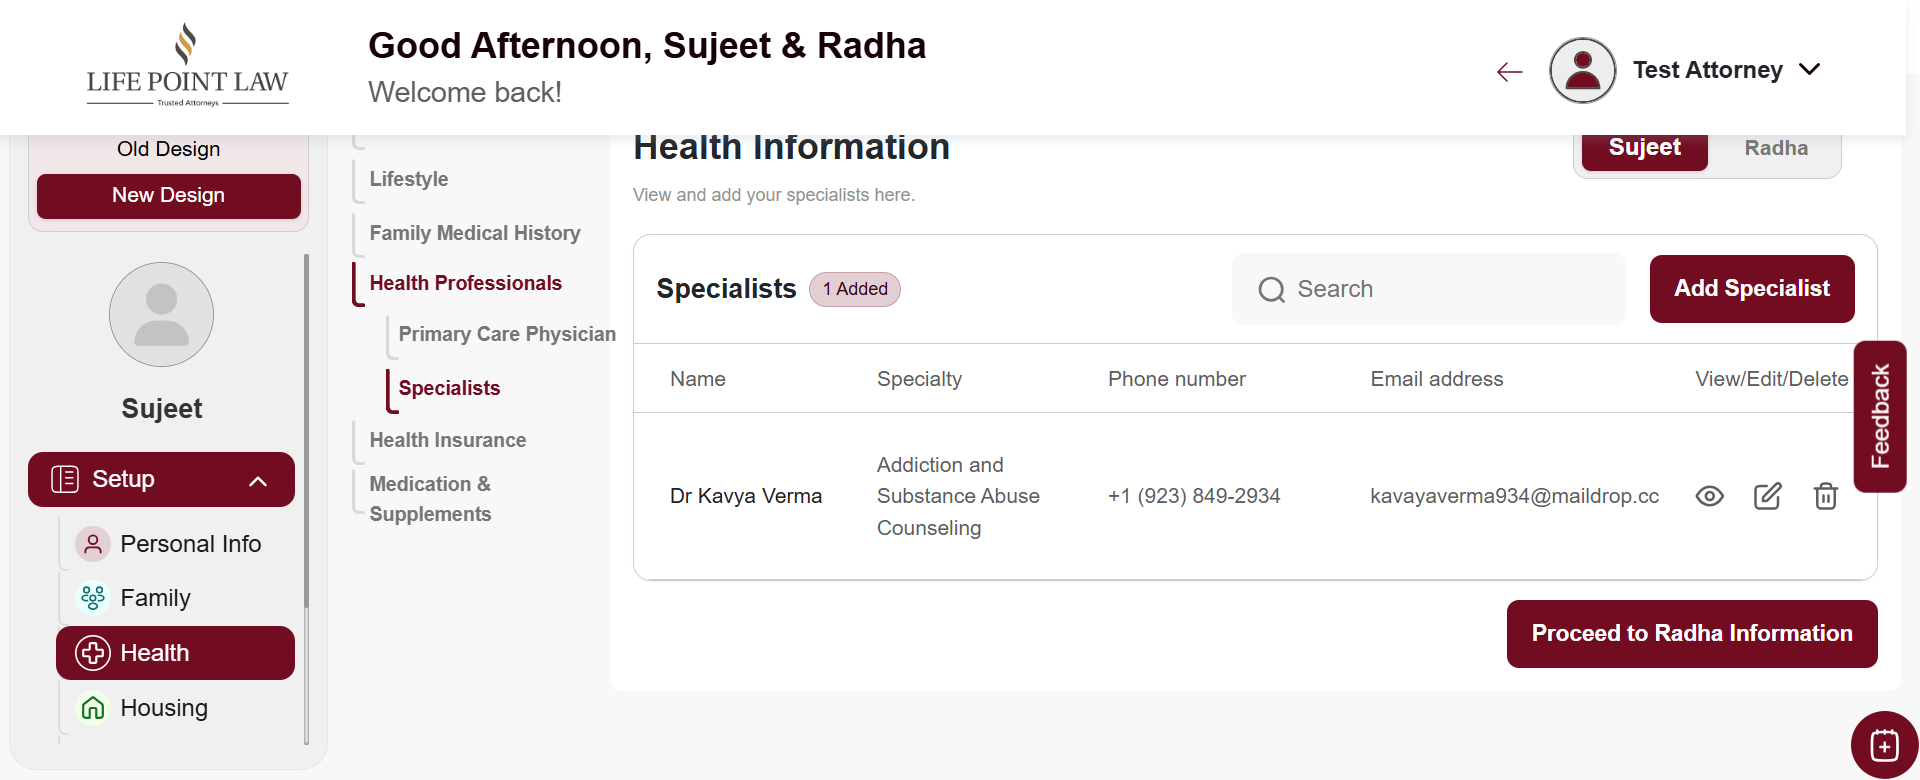 LIFE POINT LAW
Trusted Attorneys
Good Afternoon, Sujeet & Radha
Welcome back!
Test Attorney
Old Design
New Design
Sujeet
Setup
Personal Info
Family
Health
Housing
Lifestyle
Family Medical History
Health Professionals
Primary Care Physician
Specialists
Health Insurance
Medication &
Supplements
Health Information
Sujeet
Radha
View and add your specialists here.
Specialists
1 Added
Search
Add Specialist
Name
Specialty
Phone number
Email address
View/Edit/Delete
Dr Kavya Verma
Addiction and
Substance Abuse
Counseling
+1 (923) 849-2934
kavayaverma934@maildrop.cc
Proceed to Radha Information
Feedback